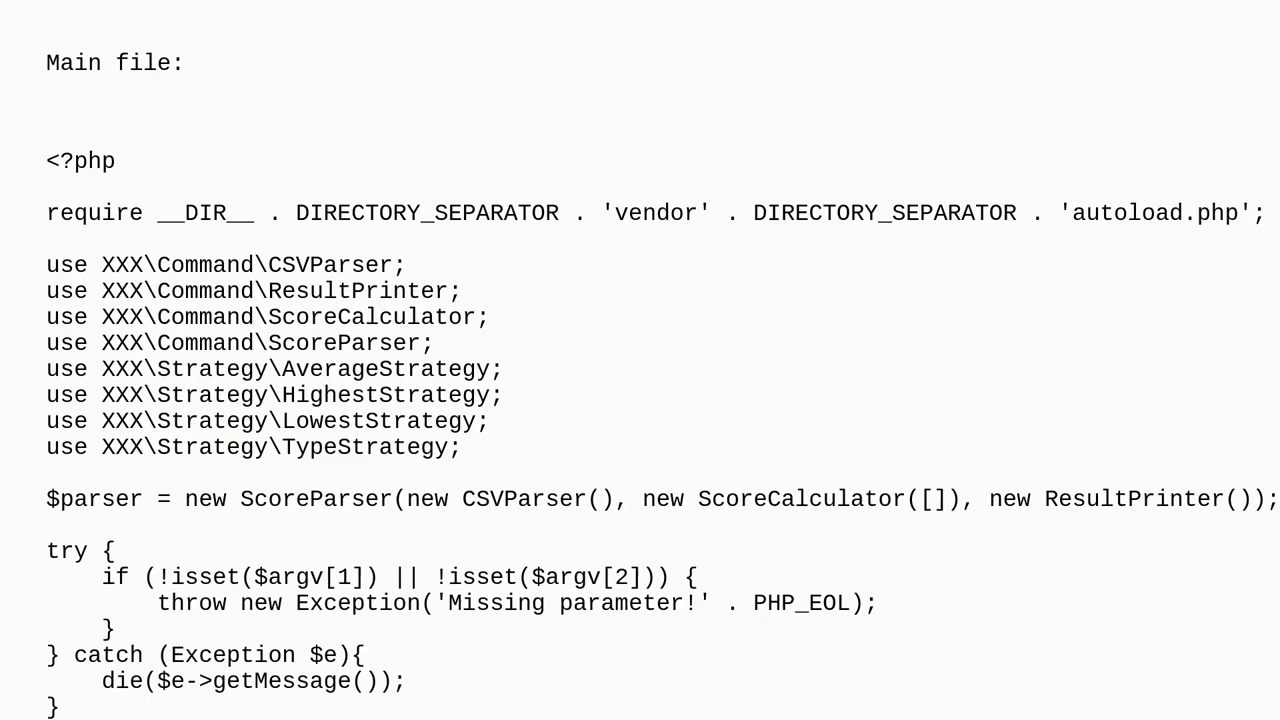 Main file:
<?php
require __DIR__ . DIRECTORY_SEPARATOR . 'vendor' . DIRECTORY_SEPARATOR . 'autoload.php';
use XXX\Command\CSVParser;
use XXX\Command\ResultPrinter;
use XXX\Command\ScoreCalculator;
use XXX\Command\ScoreParser;
use XXX\Strategy\AverageStrategy;
use XXX\Strategy\HighestStrategy;
use XXX\Strategy\LowestStrategy;
use XXX\Strategy\TypeStrategy;
$parser = new ScoreParser(new CSVParser(), new ScoreCalculator([]), new ResultPrinter());
try {
    if (!isset($argv[1]) || !isset($argv[2])) {
        throw new Exception('Missing parameter!' . PHP_EOL);
    }
} catch (Exception $e){
    die($e->getMessage());
}